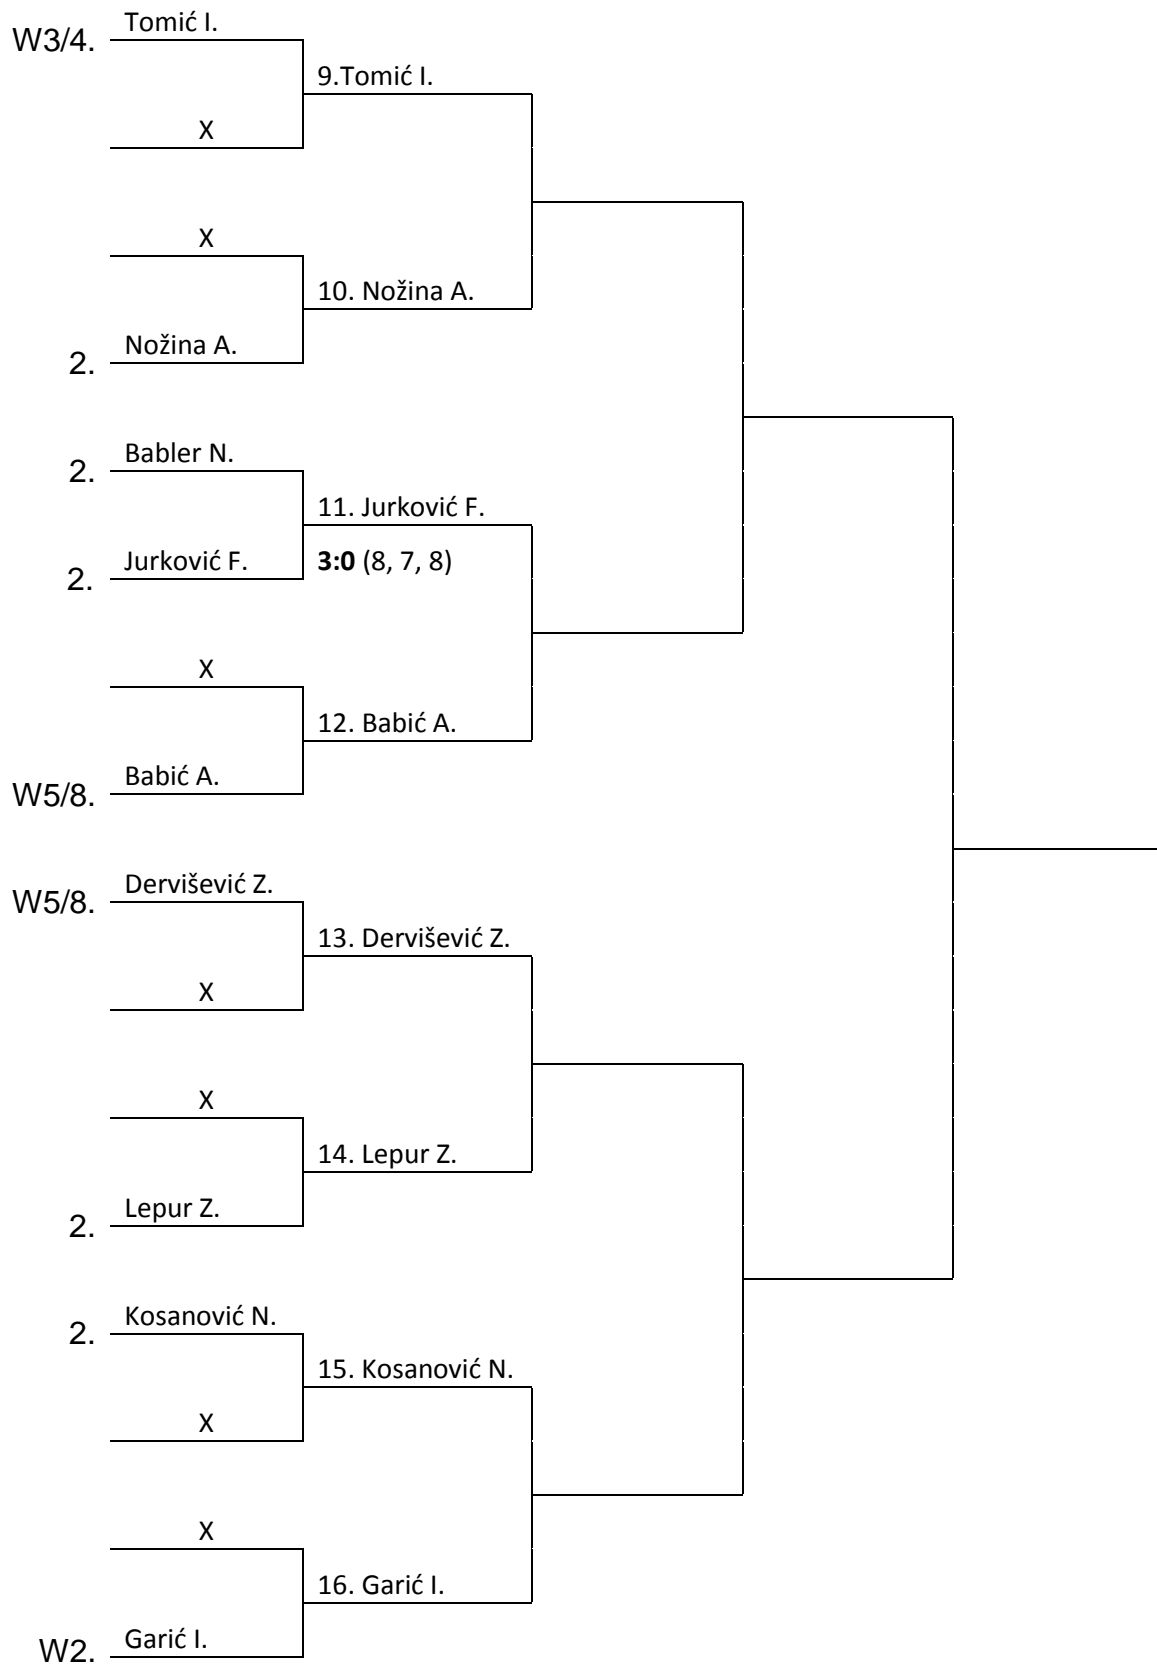 W3/4. Tomić I.
9.Tomić I.
X
X
10. Nožina A.
2. Nožina A.
2. Babler N.
11. Jurković F.
2. Jurković F. 3:0 (8, 7, 8)
X
12. Babić A.
W5/8. Babić A.
W5/8. Dervišević Z.
13. Dervišević Z.
X
X
14. Lepur Z.
2. Lepur Z.
2. Kosanović N.
15. Kosanović N.
X
X
16. Garić I.
W2. Garić I.